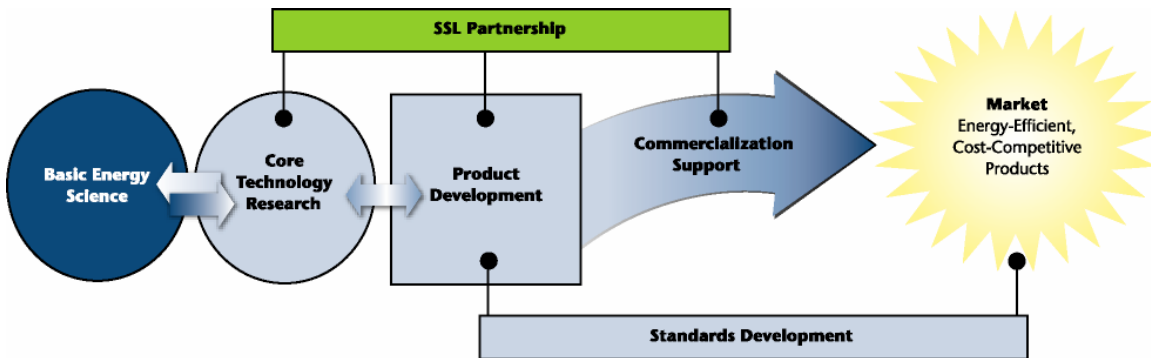 SSL Partnership
Basic Energy
Science
Core
Technology
Research
Product
Development
Commercialization
Support
Market
Energy-Efficient,
Cost-Competitive
Products
Standards Development